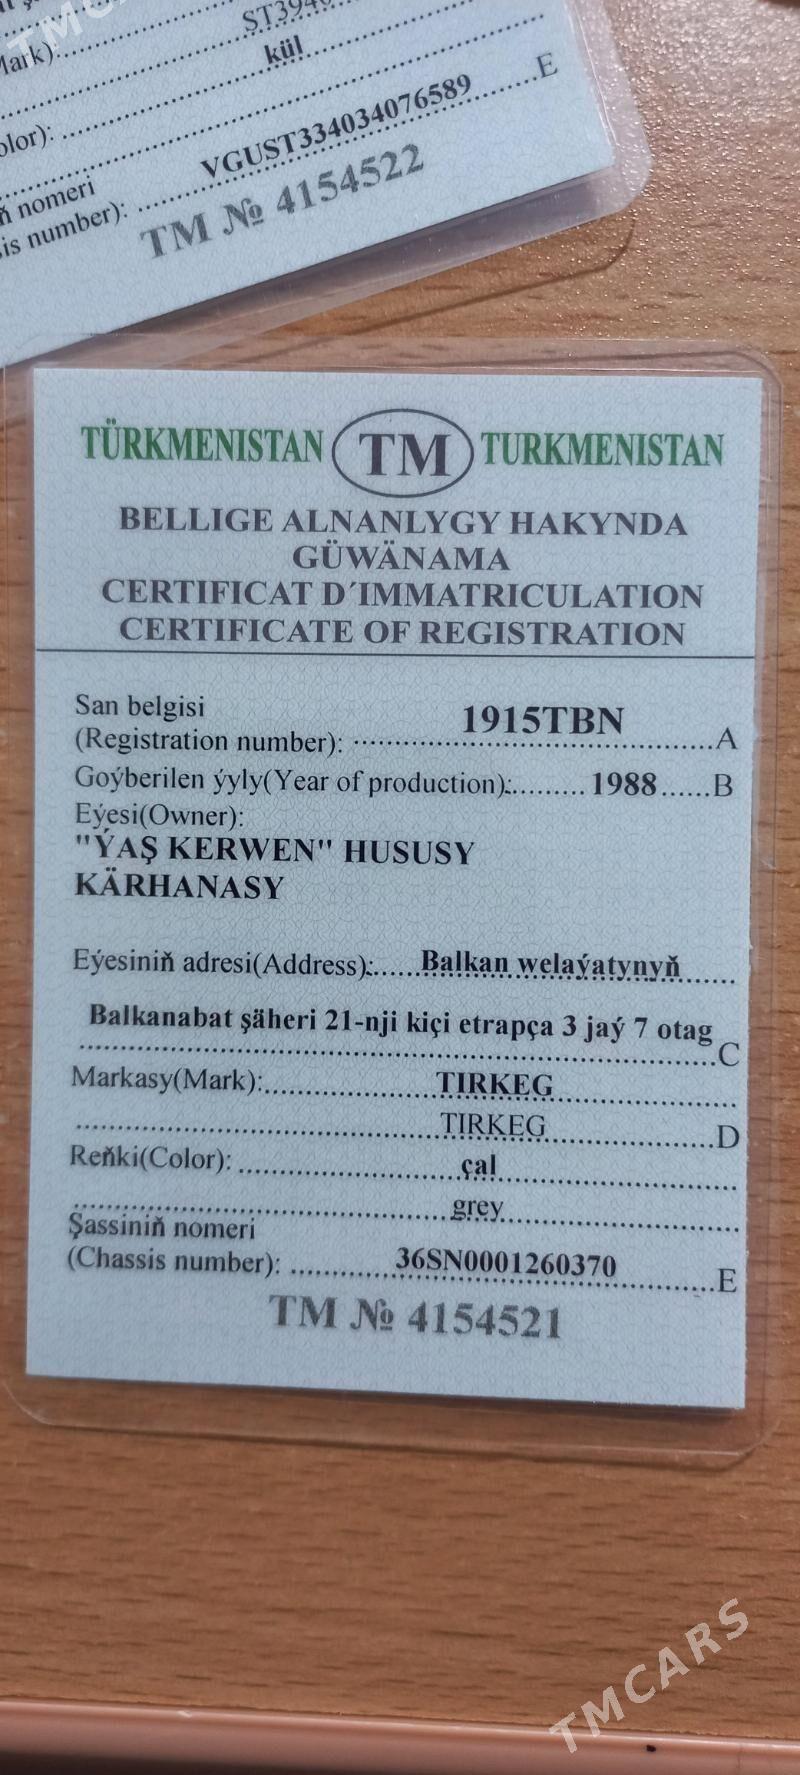 Mark):
kül
olor):
ň nomeri
is number): VGUST334034076589 E
TM № 4154522
TÜRKMENISTAN TM TURKMENISTAN
BELLIGE ALNANLYGY HAKYNDA
GÜWÄNAMA
CERTIFICAT D´IMMATRICULATION
CERTIFICATE OF REGISTRATION
San belgisi
(Registration number): 1915TBN A
Goýberilen ýyly(Year of production): 1988 B
Eýesi(Owner):
"ÝAŞ KERWEN" HUSUSY
KÄRHANASY
Eýesiniň adresi(Address): Balkan welaýatynyň
Balkanabat şäheri 21-nji kiçi etrapça 3 jaý 7 otag
C
Markasy(Mark): TIRKEG
TIRKEG D
Reňki(Color): çal
grey
Şassiniň nomeri
(Chassis number): 36SN0001260370 E
TM № 4154521
TMCARS